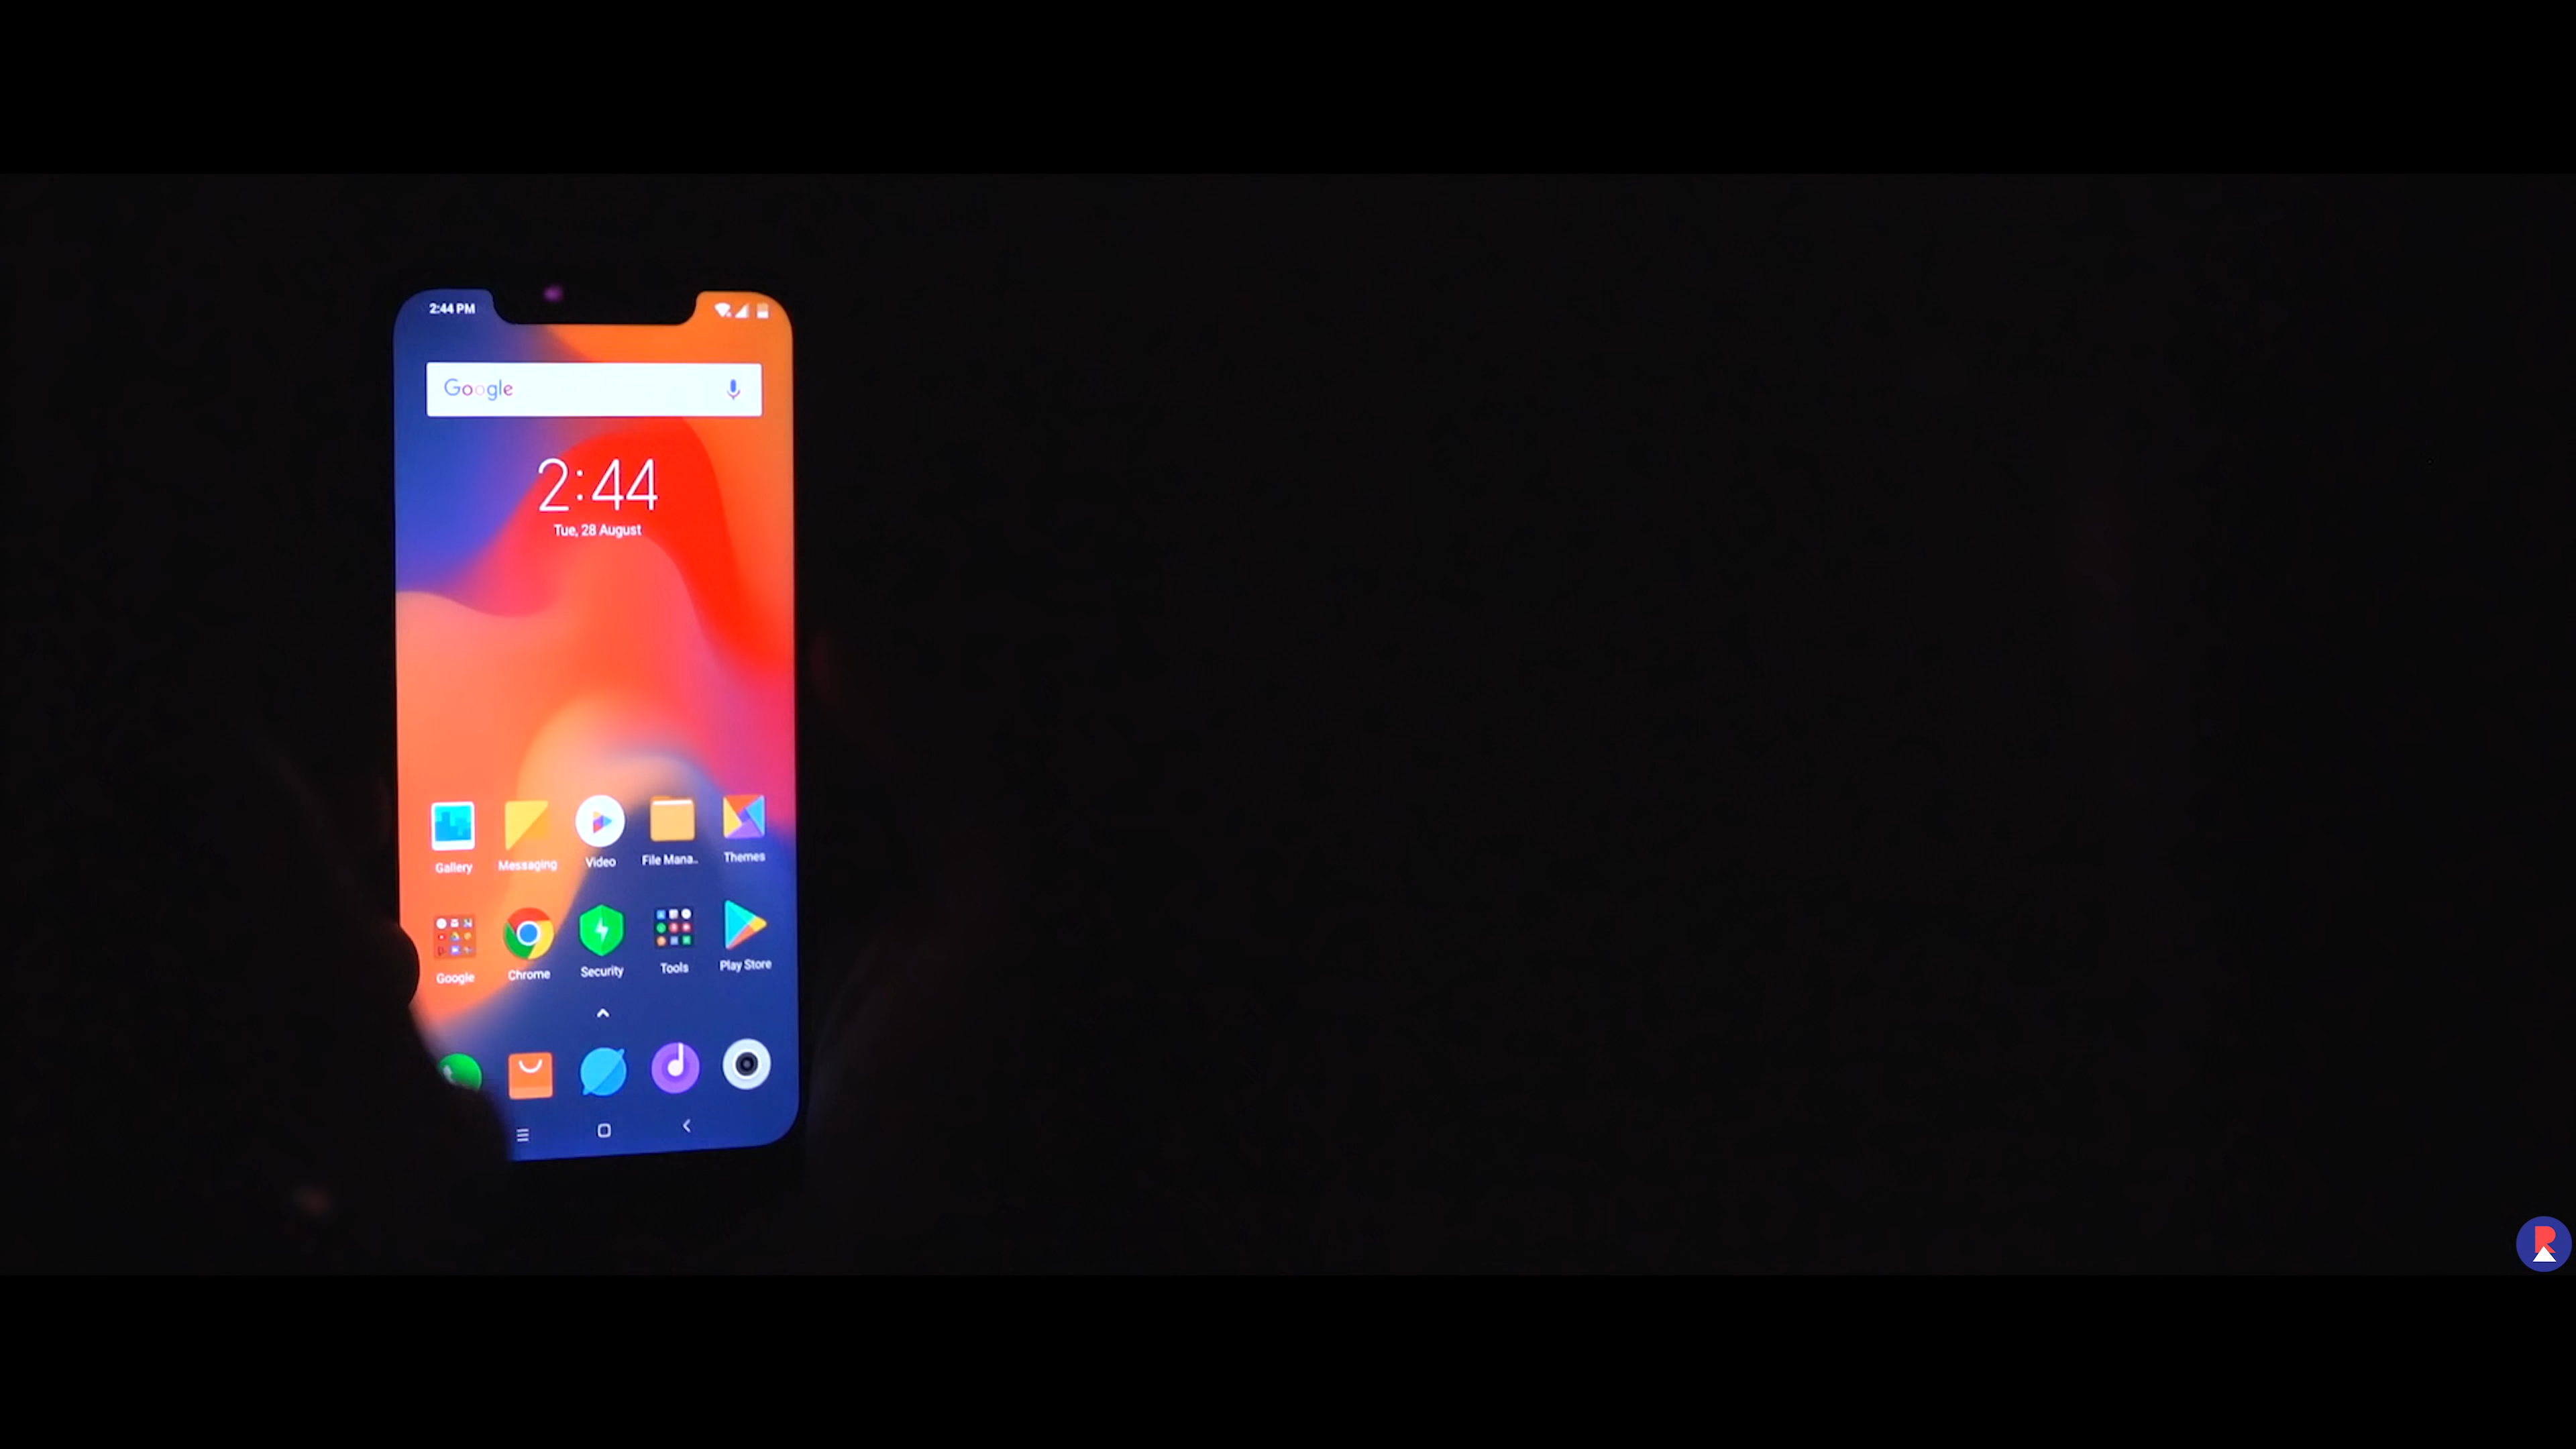 2:44 PM
Google
2:44
Tue, 28 August
Gallery Messaging Video File Mana.. Themes
Google Chrome Security Tools Play Store
R